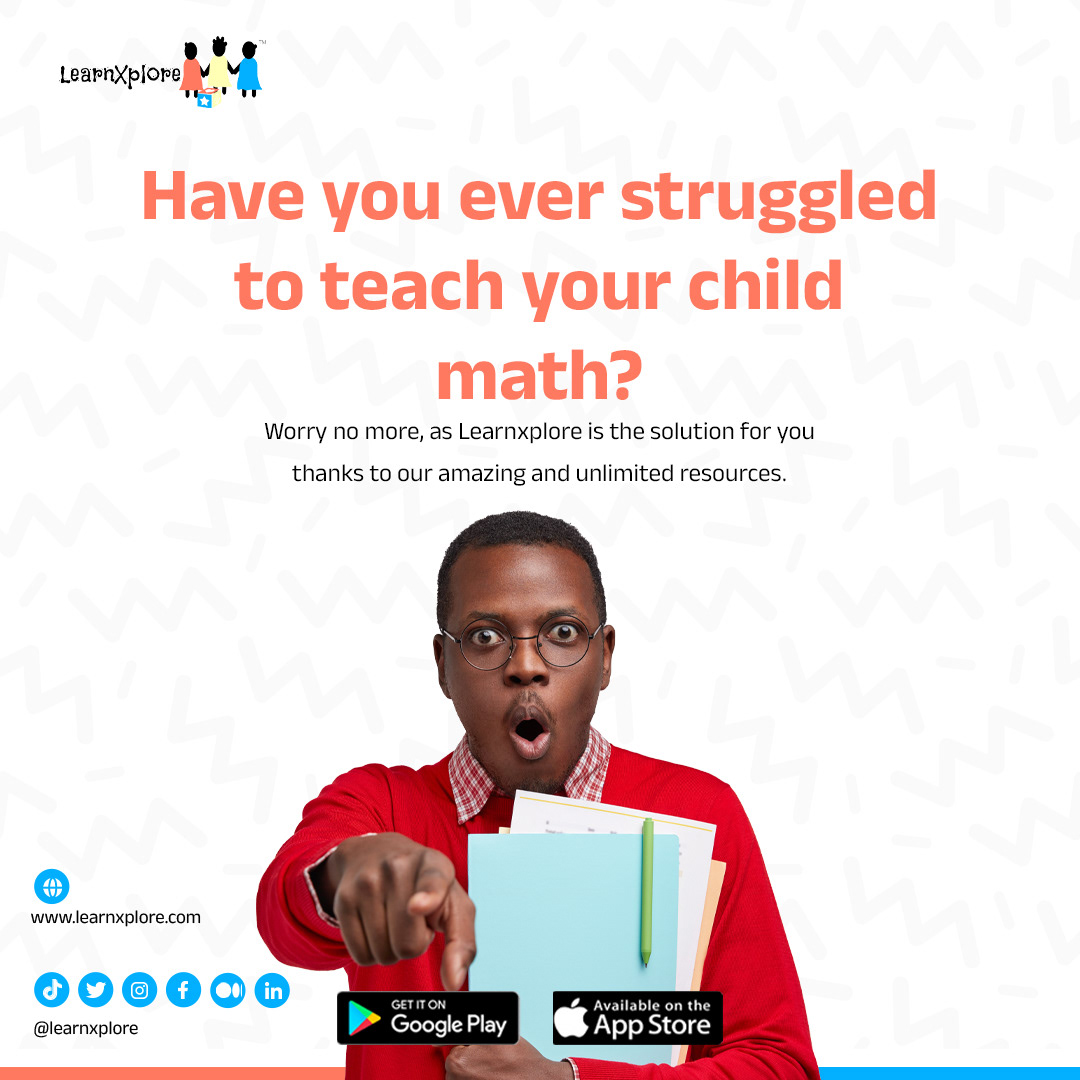 LearnXplore
TM
Have you ever struggled
to teach your child
math?
Worry no more, as Learnxplore is the solution for you
thanks to our amazing and unlimited resources.
www.learnxplore.com
@learnxplore
GET IT ON
Google Play
Available on the
App Store